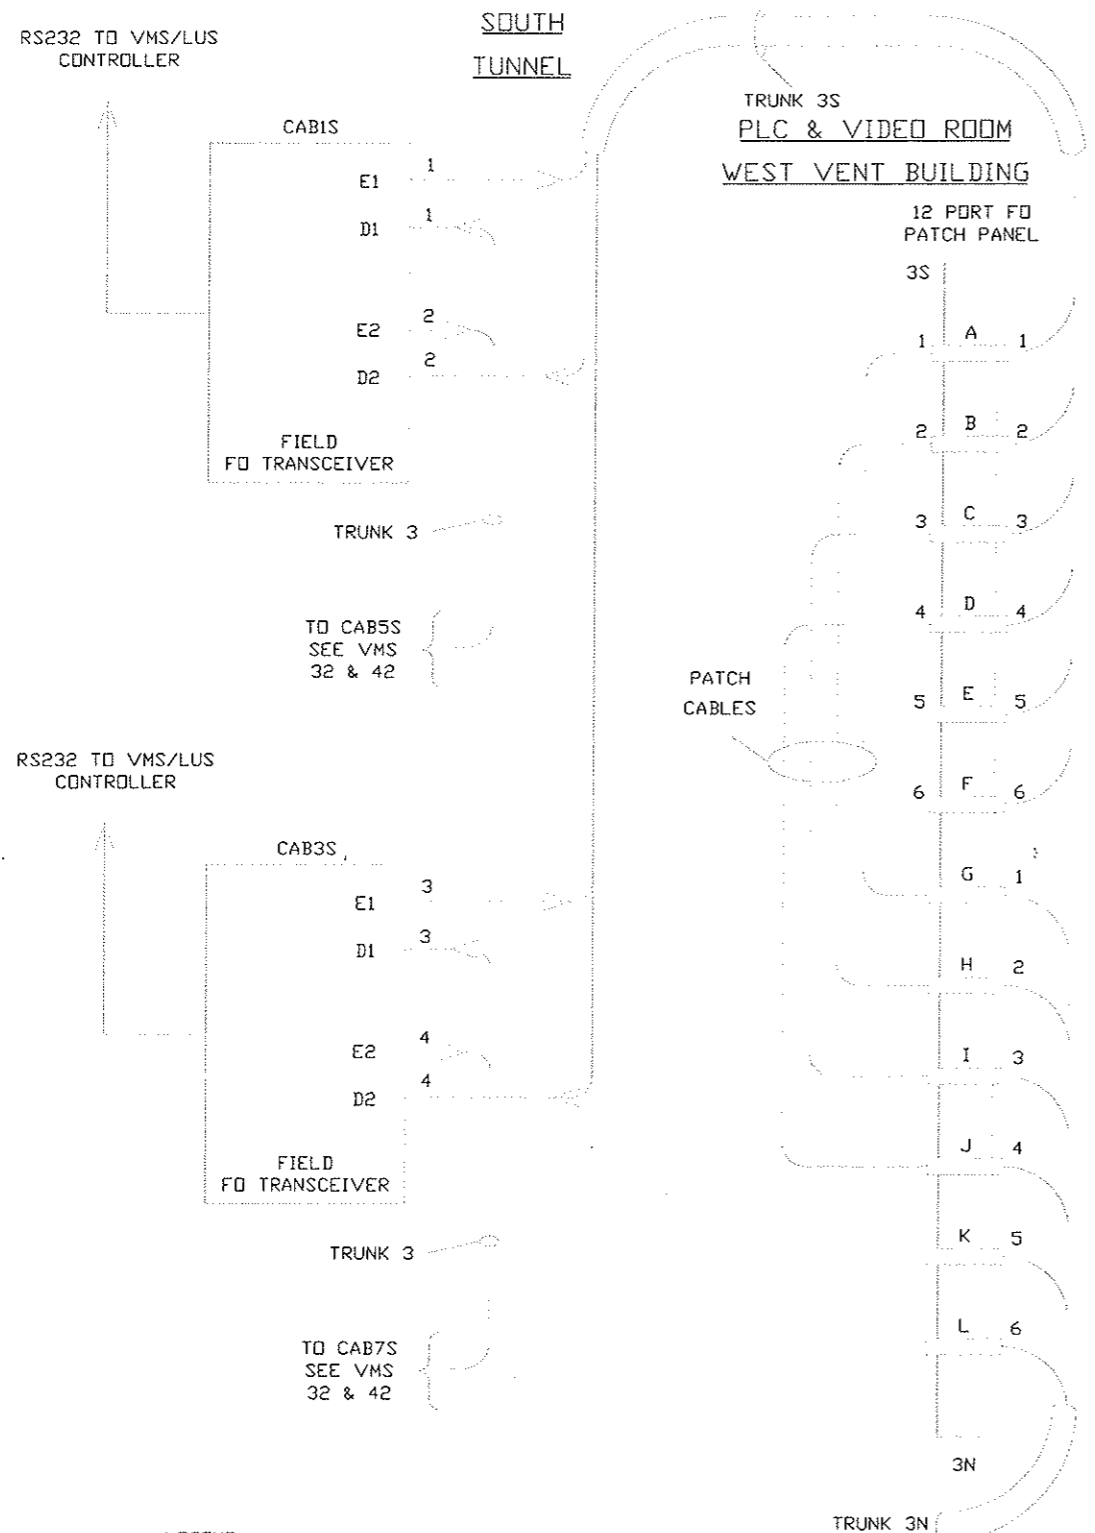 SOUTH
TUNNEL
RS232 TO VMS/LUS
CONTROLLER
CAB1S
E1 1
D1 1
E2 2
D2 2
FIELD
FO TRANSCEIVER
TRUNK 3
TO CAB5S
SEE VMS
32 & 42
RS232 TO VMS/LUS
CONTROLLER
CAB3S
E1 3
D1 3
E2 4
D2 4
FIELD
FO TRANSCEIVER
TRUNK 3
TO CAB7S
SEE VMS
32 & 42
TRUNK 3S
PLC & VIDEO ROOM
WEST VENT BUILDING
12 PORT FO
PATCH PANEL
3S
1 A 1
2 B 2
3 C 3
4 D 4
PATCH
CABLES
5 E 5
6 F 6
G 1
H 2
I 3
J 4
K 5
L 6
3N
TRUNK 3N